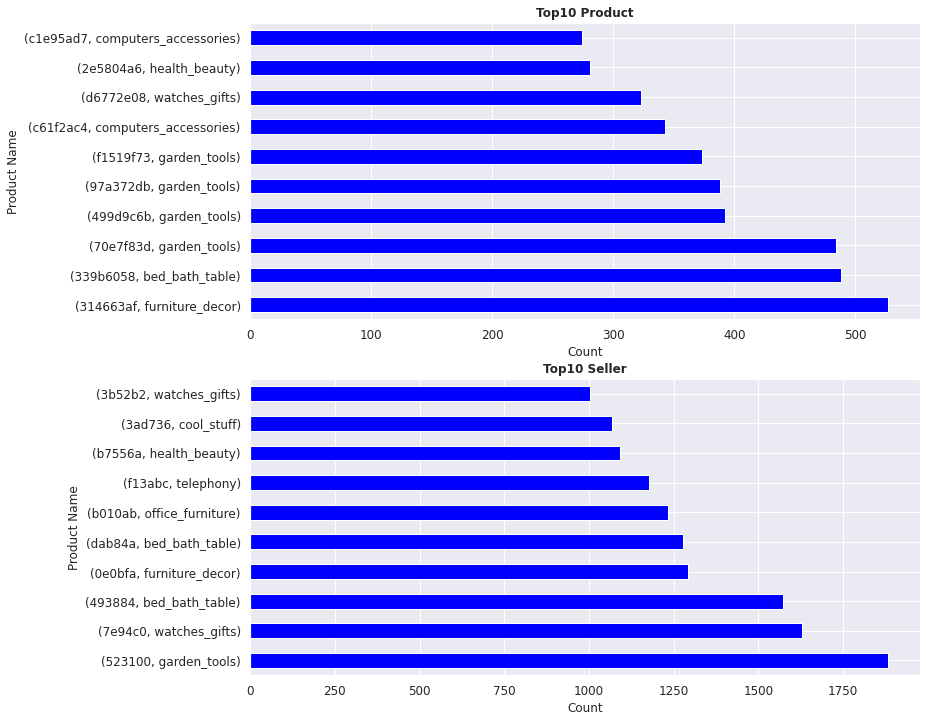 Top10 Product
Product Name
(c1e95ad7, computers_accessories)
(2e5804a6, health_beauty)
(d6772e08, watches_gifts)
(c61f2ac4, computers_accessories)
(f1519f73, garden_tools)
(97a372db, garden_tools)
(499d9c6b, garden_tools)
(70e7f83d, garden_tools)
(339b6058, bed_bath_table)
(314663af, furniture_decor)
0 100 200 300 400 500
Count
Top10 Seller
Product Name
(3b52b2, watches_gifts)
(3ad736, cool_stuff)
(b7556a, health_beauty)
(f13abc, telephony)
(b010ab, office_furniture)
(dab84a, bed_bath_table)
(0e0bfa, furniture_decor)
(493884, bed_bath_table)
(7e94c0, watches_gifts)
(523100, garden_tools)
0 250 500 750 1000 1250 1500 1750
Count